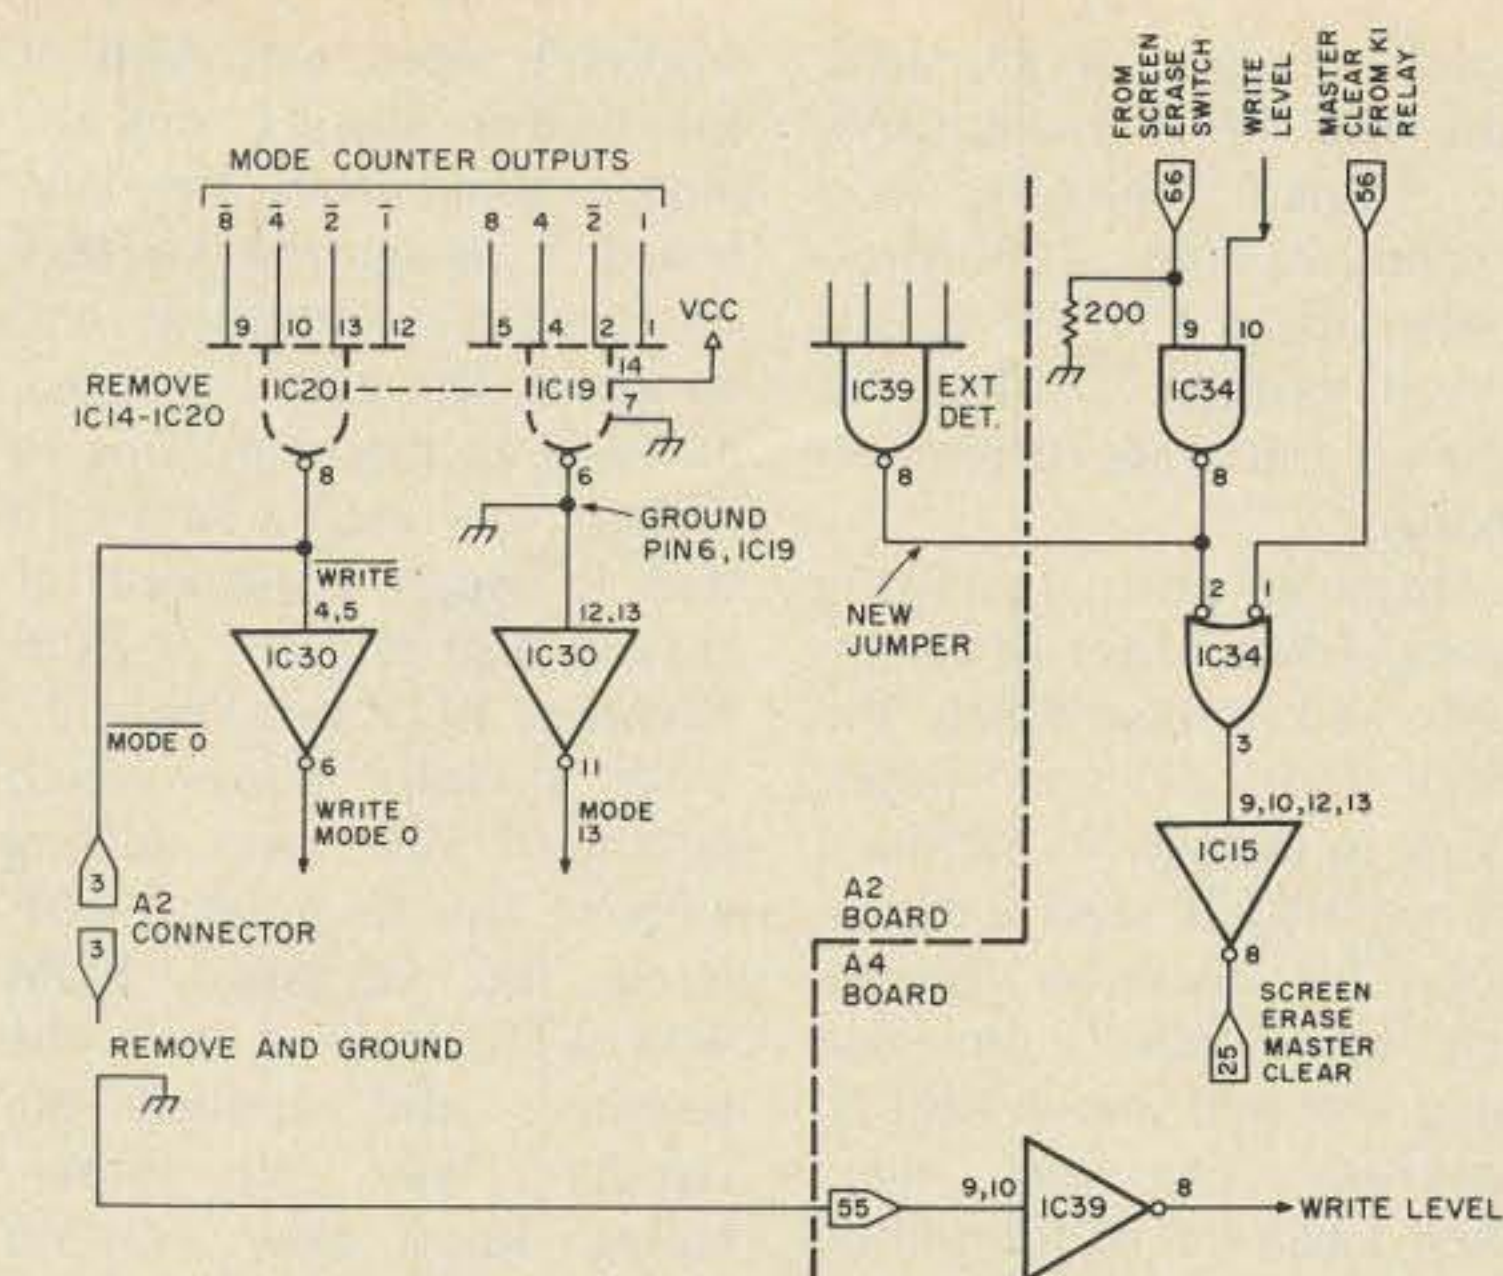 FROM
SCREEN
ERASE
SWITCH
WRITE
LEVEL
MASTER
CLEAR
FROM K1
RELAY
MODE COUNTER OUTPUTS
8̅ 4̅ 2̅ 1̅ 8 4 2̅ 1
66
56
9 10 13 12 5 4 2 1
VCC
200
9 10
REMOVE
IC14-IC20
IC20
IC19
14
7
IC39
EXT
DET.
IC34
8
6
8
8
GROUND
PIN 6, IC19
W̅R̅I̅T̅E̅
4,5
12,13
NEW
JUMPER
2 1
IC30
IC30
IC34
M̅O̅D̅E̅ 0̅
6
11
3
WRITE
MODE 0
MODE
13
9,10,12,13
IC15
3
A2
CONNECTOR
3
A2
BOARD
A4
BOARD
8
SCREEN
ERASE
MASTER
CLEAR
25
REMOVE AND GROUND
55
9,10
IC39
8
WRITE LEVEL